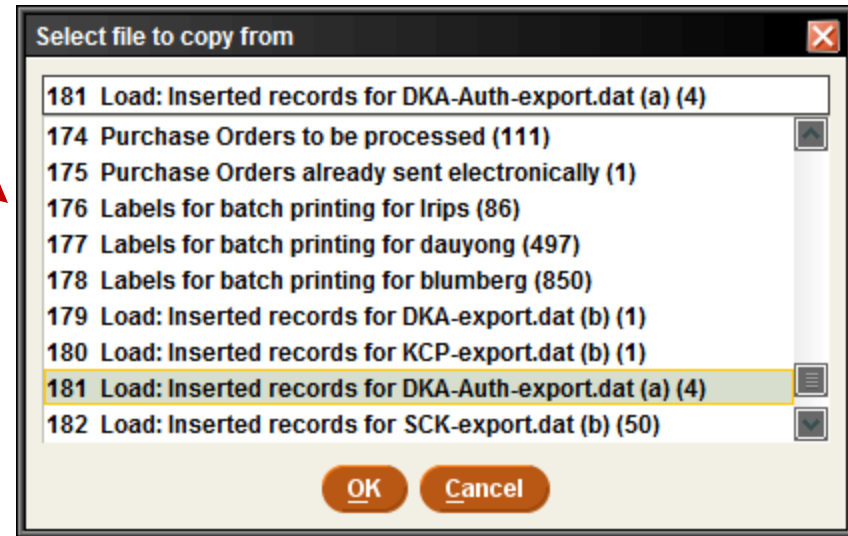 Select file to copy from
181 Load: Inserted records for DKA-Auth-export.dat (a) (4)
174 Purchase Orders to be processed (111)
175 Purchase Orders already sent electronically (1)
176 Labels for batch printing for lrips (86)
177 Labels for batch printing for dauyong (497)
178 Labels for batch printing for blumberg (850)
179 Load: Inserted records for DKA-export.dat (b) (1)
180 Load: Inserted records for KCP-export.dat (b) (1)
181 Load: Inserted records for DKA-Auth-export.dat (a) (4)
182 Load: Inserted records for SCK-export.dat (b) (50)
OK Cancel